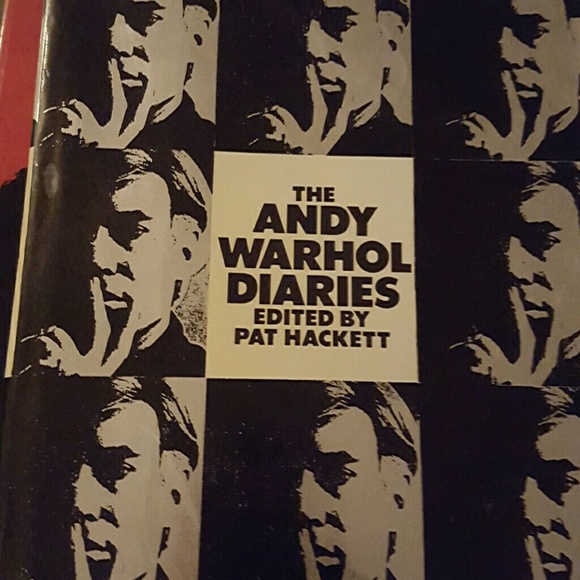 THE
ANDY
WARHOL
DIARIES
EDITED BY
PAT HACKETT